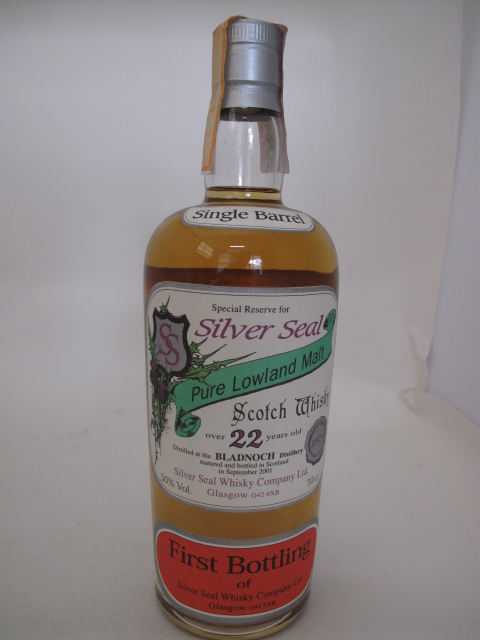 Single Barrel
Special Reserve for
SS
Silver Seal
Pure Lowland Malt
Scotch Whisky
over 22 years old
Distilled at the BLADNOCH Distillery
matured and bottled in Scotland
in September 2001
50% Vol.
Silver Seal Whisky Company Ltd.
70cl
Glasgow G42 8XB
First Bottling
of
Silver Seal Whisky Company Ltd
Glasgow G42 8XB